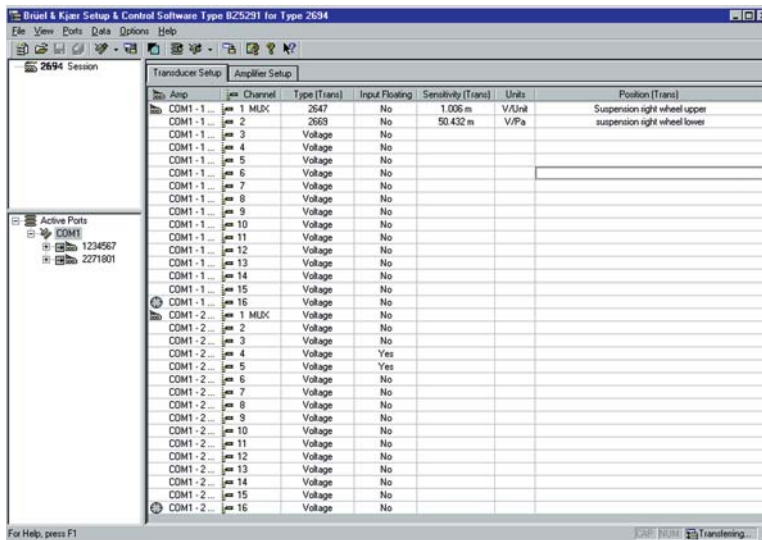 Brüel & Kjær Setup & Control Software Type BZ5291 for Type 2694
File View Ports Data Options Help
2694 Session
Active Ports
COM1
1234567
2271801
Transducer Setup Amplifier Setup
Amp Channel Type (Trans) Input Floating Sensitivity (Trans) Units Position (Trans)
COM1 - 1 ... 1 MUX 2647 No 1.006 m V/Unit Suspension right wheel upper
COM1 - 1 ... 2 2669 No 50.432 m V/Pa suspension right wheel lower
COM1 - 1 ... 3 Voltage No
COM1 - 1 ... 4 Voltage No
COM1 - 1 ... 5 Voltage No
COM1 - 1 ... 6 Voltage No
COM1 - 1 ... 7 Voltage No
COM1 - 1 ... 8 Voltage No
COM1 - 1 ... 9 Voltage No
COM1 - 1 ... 10 Voltage No
COM1 - 1 ... 11 Voltage No
COM1 - 1 ... 12 Voltage No
COM1 - 1 ... 13 Voltage No
COM1 - 1 ... 14 Voltage No
COM1 - 1 ... 15 Voltage No
COM1 - 1 ... 16 Voltage No
COM1 - 2 ... 1 MUX Voltage No
COM1 - 2 ... 2 Voltage No
COM1 - 2 ... 3 Voltage No
COM1 - 2 ... 4 Voltage Yes
COM1 - 2 ... 5 Voltage Yes
COM1 - 2 ... 6 Voltage No
COM1 - 2 ... 7 Voltage No
COM1 - 2 ... 8 Voltage No
COM1 - 2 ... 9 Voltage No
COM1 - 2 ... 10 Voltage No
COM1 - 2 ... 11 Voltage No
COM1 - 2 ... 12 Voltage No
COM1 - 2 ... 13 Voltage No
COM1 - 2 ... 14 Voltage No
COM1 - 2 ... 15 Voltage No
COM1 - 2 ... 16 Voltage No
For Help, press F1 CAP NUM Transfering...